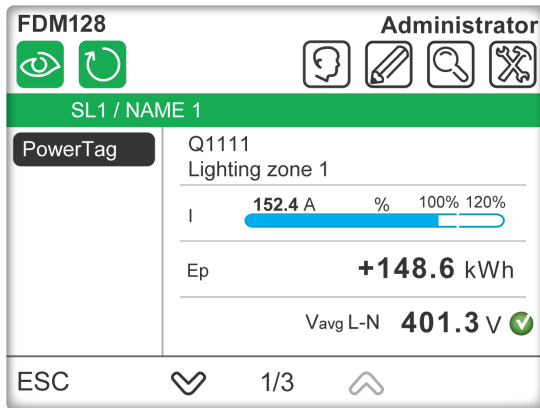 FDM128
Administrator
SL1 / NAME 1
PowerTag
Q1111
Lighting zone 1
I 152.4 A % 100% 120%
Ep +148.6 kWh
Vavg L-N 401.3 V
ESC 1/3